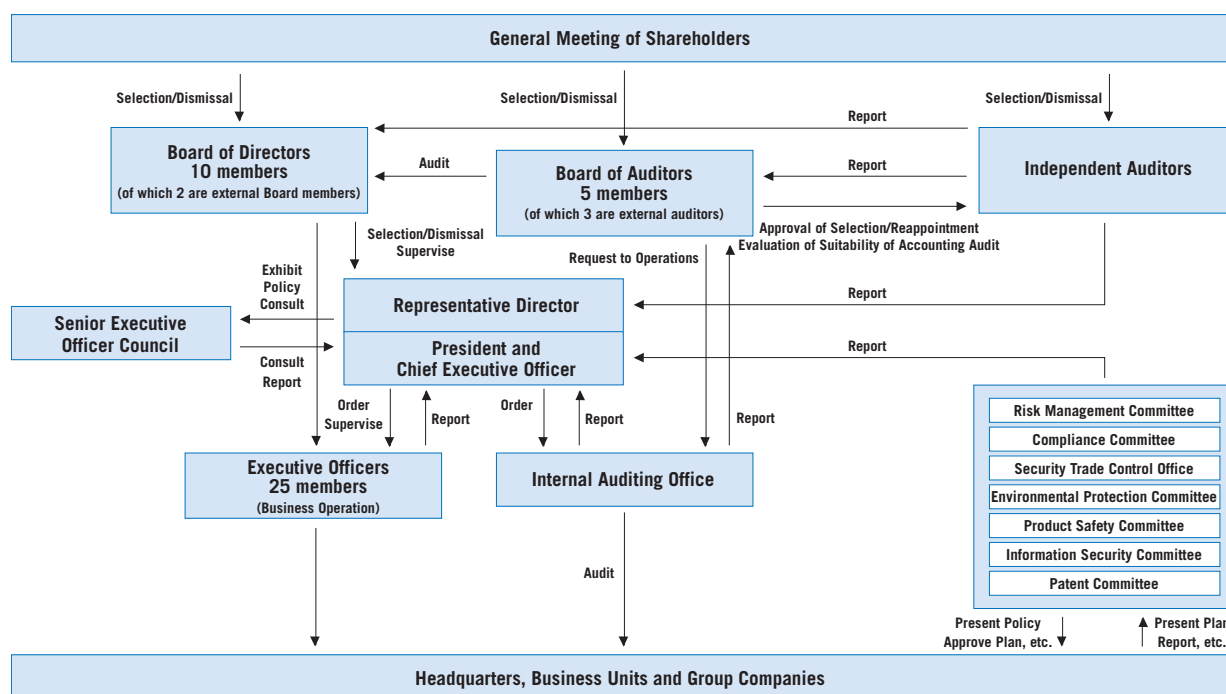 General Meeting of Shareholders
Selection/Dismissal
Selection/Dismissal
Selection/Dismissal
Report
Board of Directors
10 members
(of which 2 are external Board members)
Audit
Board of Auditors
5 members
(of which 3 are external auditors)
Report
Independent Auditors
Approval of Selection/Reappointment
Evaluation of Suitability of Accounting Audit
Selection/Dismissal
Supervise
Request to Operations
Exhibit
Policy
Consult
Representative Director
Report
Senior Executive
Officer Council
President and
Chief Executive Officer
Report
Consult
Report
Order
Supervise
Report
Order
Report
Report
Risk Management Committee
Compliance Committee
Security Trade Control Office
Environmental Protection Committee
Product Safety Committee
Information Security Committee
Patent Committee
Executive Officers
25 members
(Business Operation)
Internal Auditing Office
Audit
Present Policy
Approve Plan, etc.
Present Plan
Report, etc.
Headquarters, Business Units and Group Companies